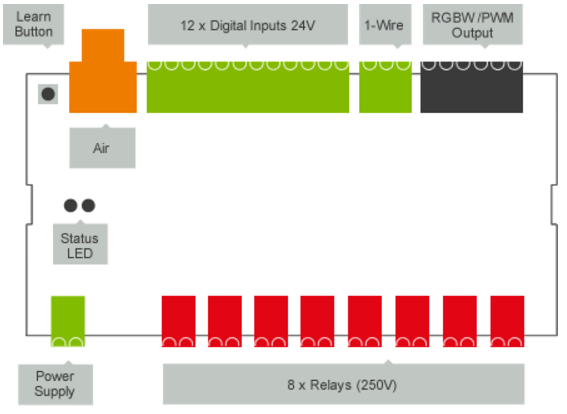 Learn
Button
12 x Digital Inputs 24V
1-Wire
RGBW/PWM
Output
Air
Status
LED
Power
Supply
8 x Relays (250V)